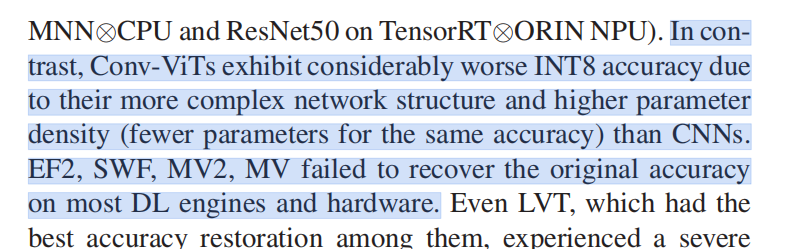 MNN⊗CPU and ResNet50 on TensorRT⊗ORIN NPU). In con-
trast, Conv-ViTs exhibit considerably worse INT8 accuracy due
to their more complex network structure and higher parameter
density (fewer parameters for the same accuracy) than CNNs.
EF2, SWF, MV2, MV failed to recover the original accuracy
on most DL engines and hardware. Even LVT, which had the
best accuracy restoration among them, experienced a severe